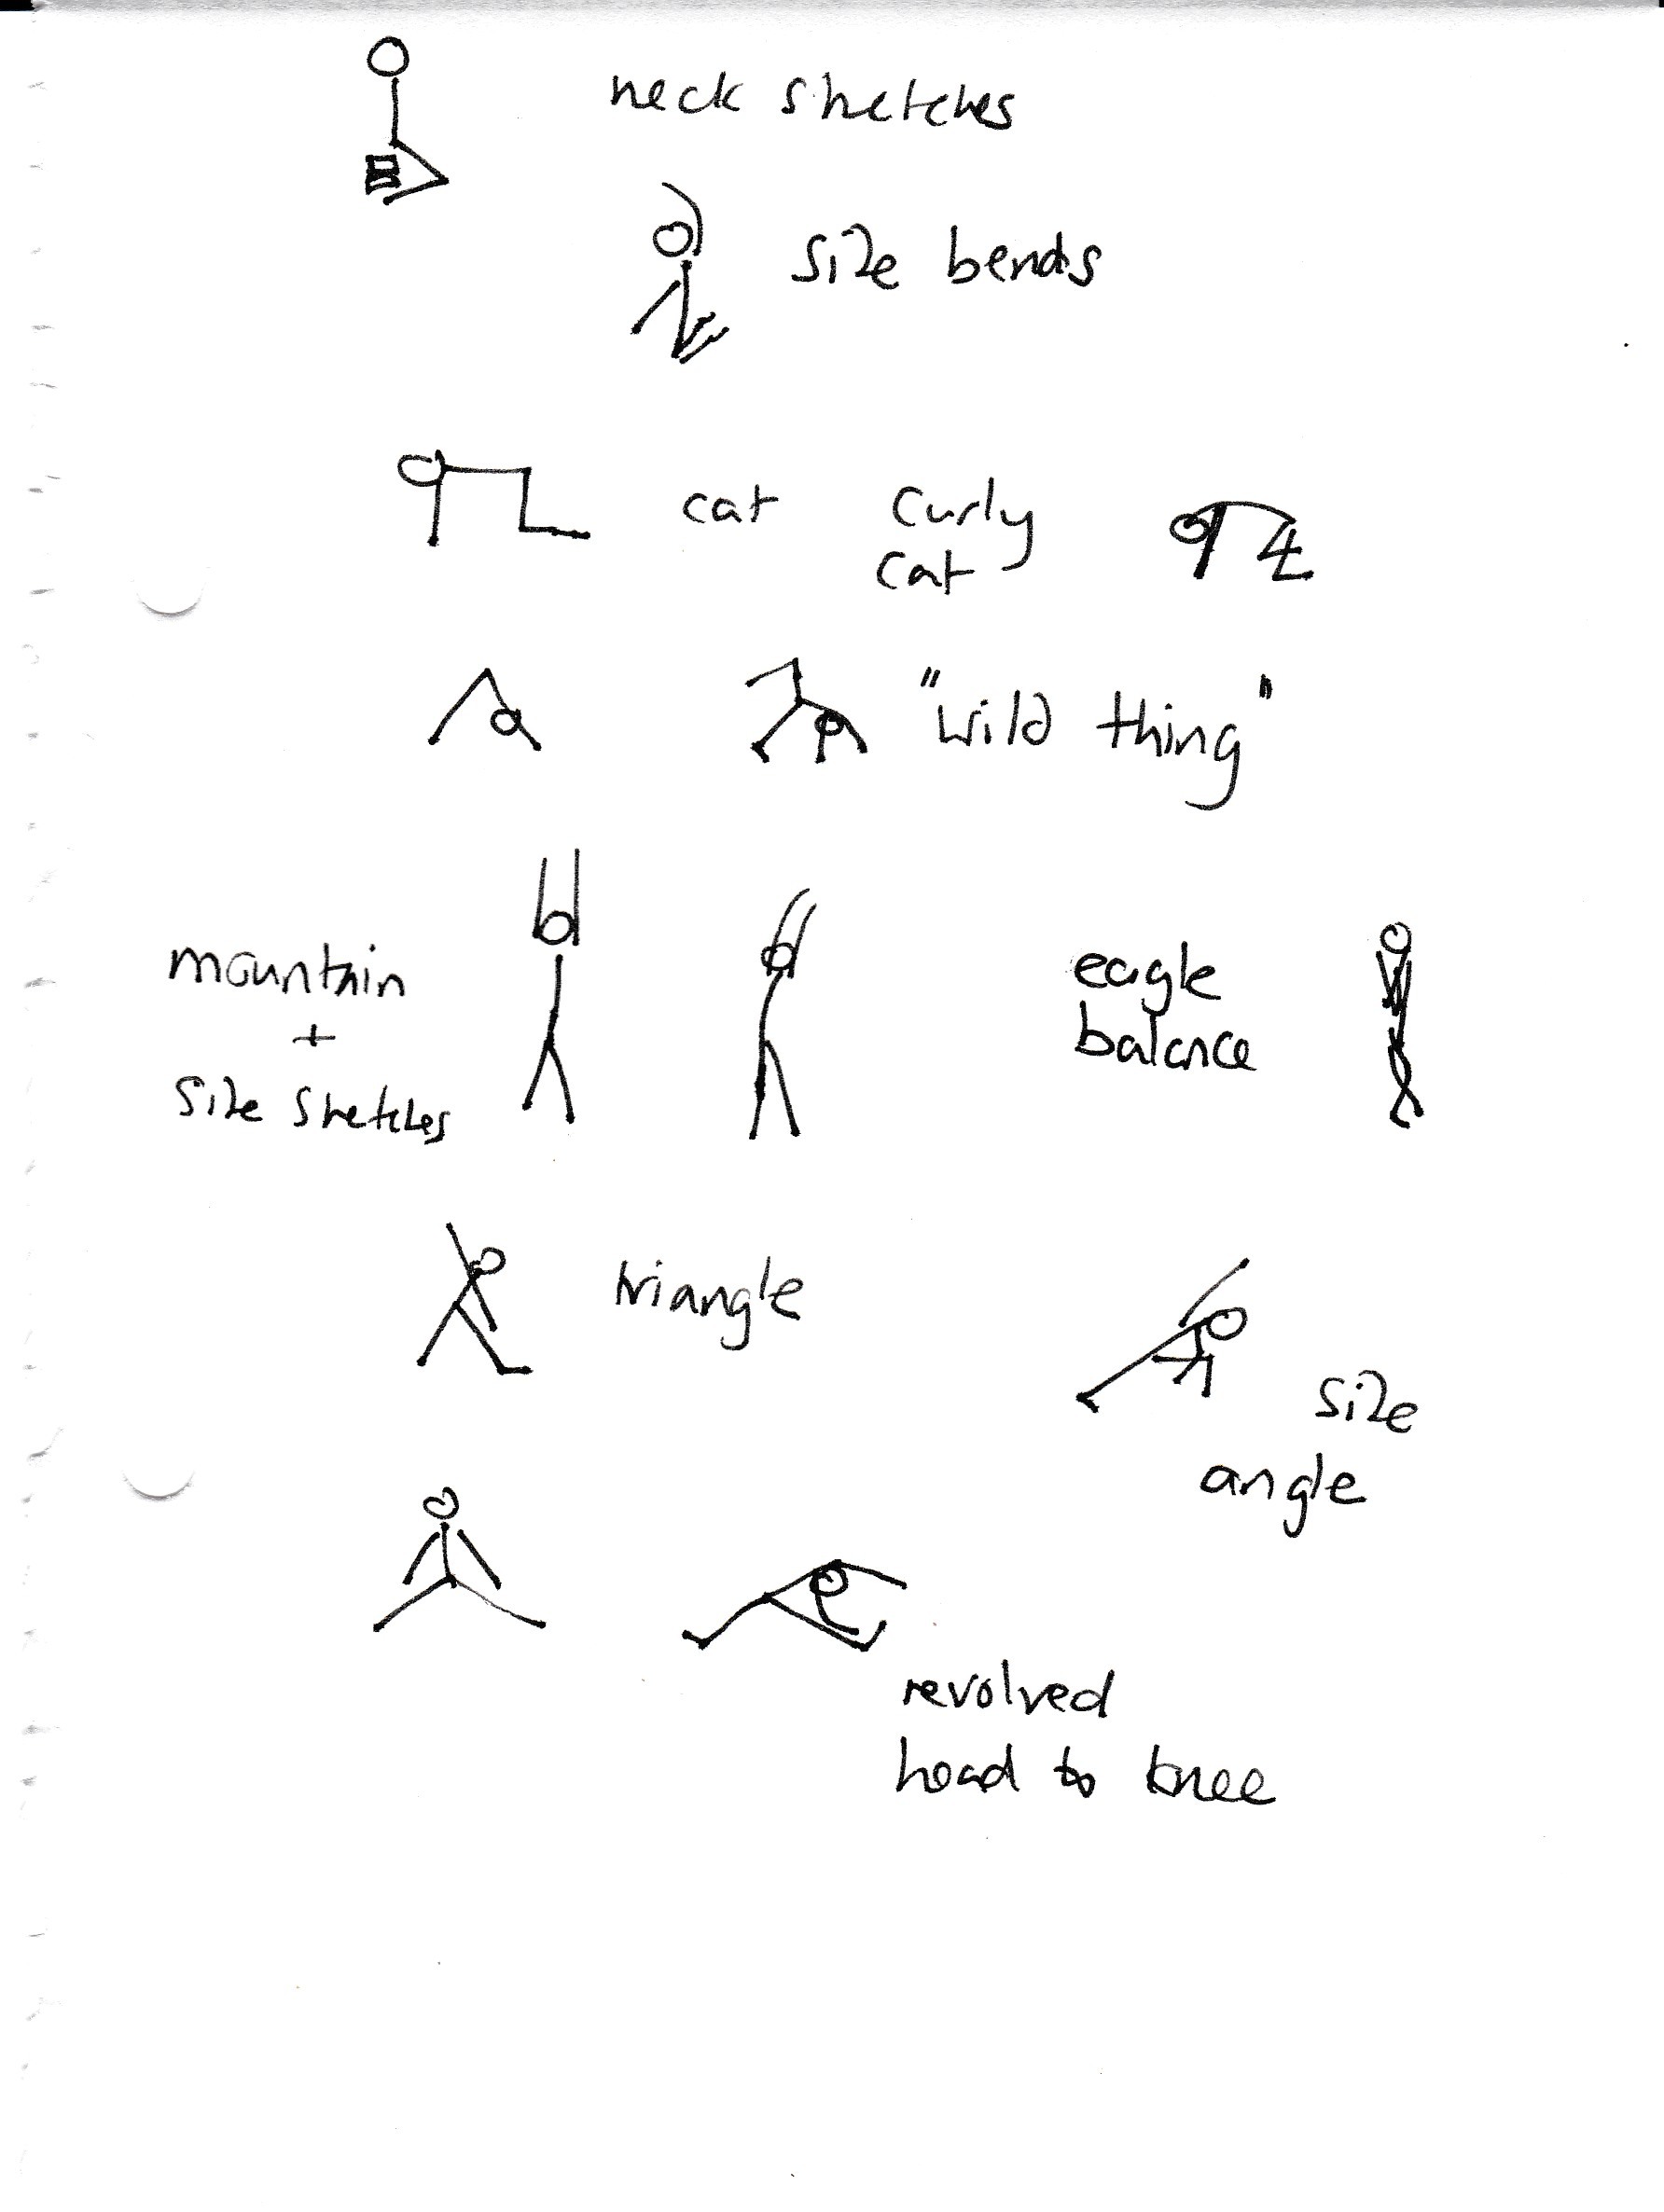 neck stretches
side bends
cat
curly
cat
"wild thing"
mountain
+
side stretches
eagle
balance
triangle
side
angle
revolved
head to knee